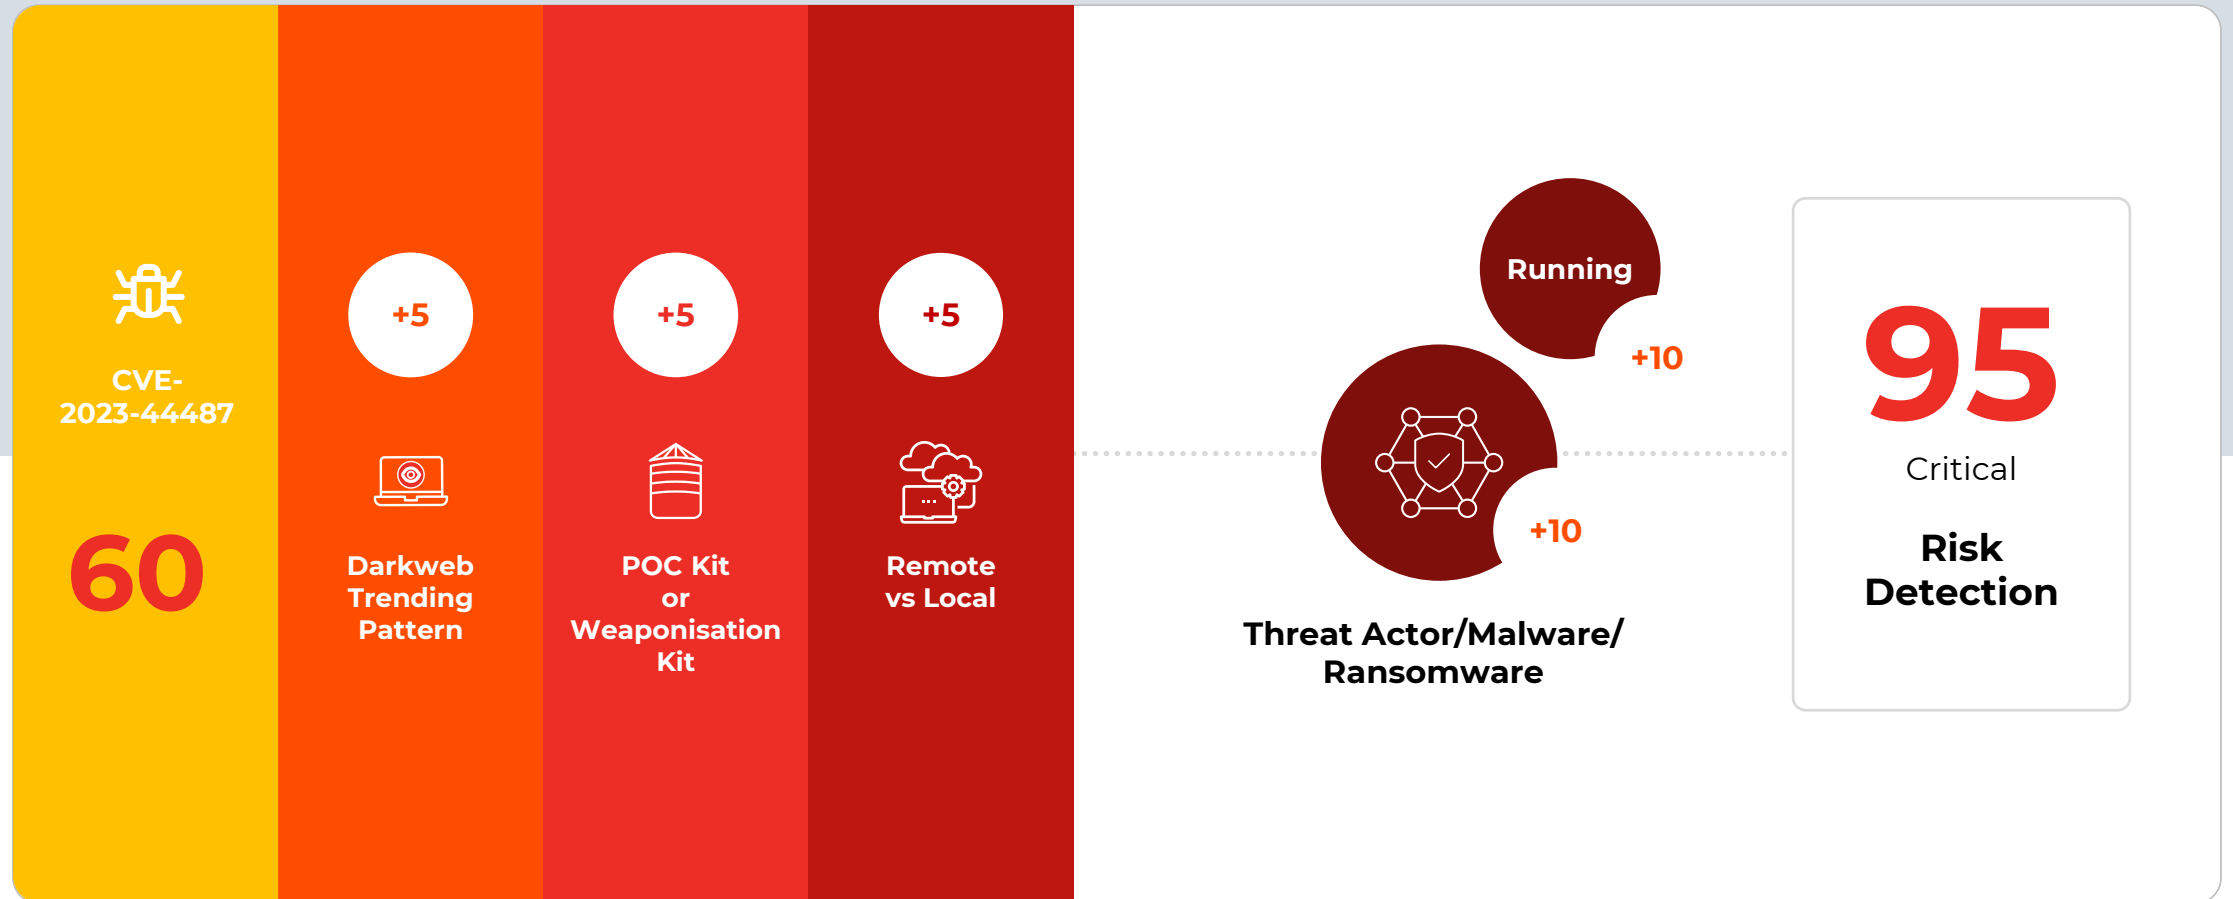 CVE-
2023-44487
60
+5
Darkweb
Trending
Pattern
+5
POC Kit
or
Weaponisation
Kit
+5
Remote
vs Local
Running
+10
+10
Threat Actor/Malware/
Ransomware
95
Critical
Risk
Detection